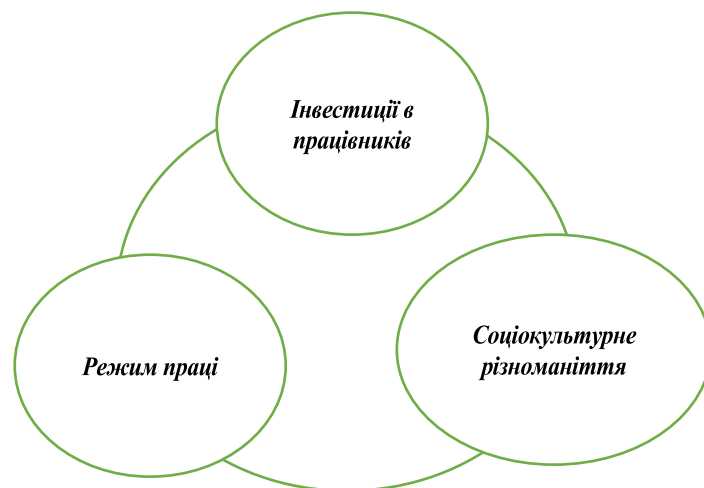 Інвестиції в
працівників
Соціокультурне
різноманіття
Режим праці